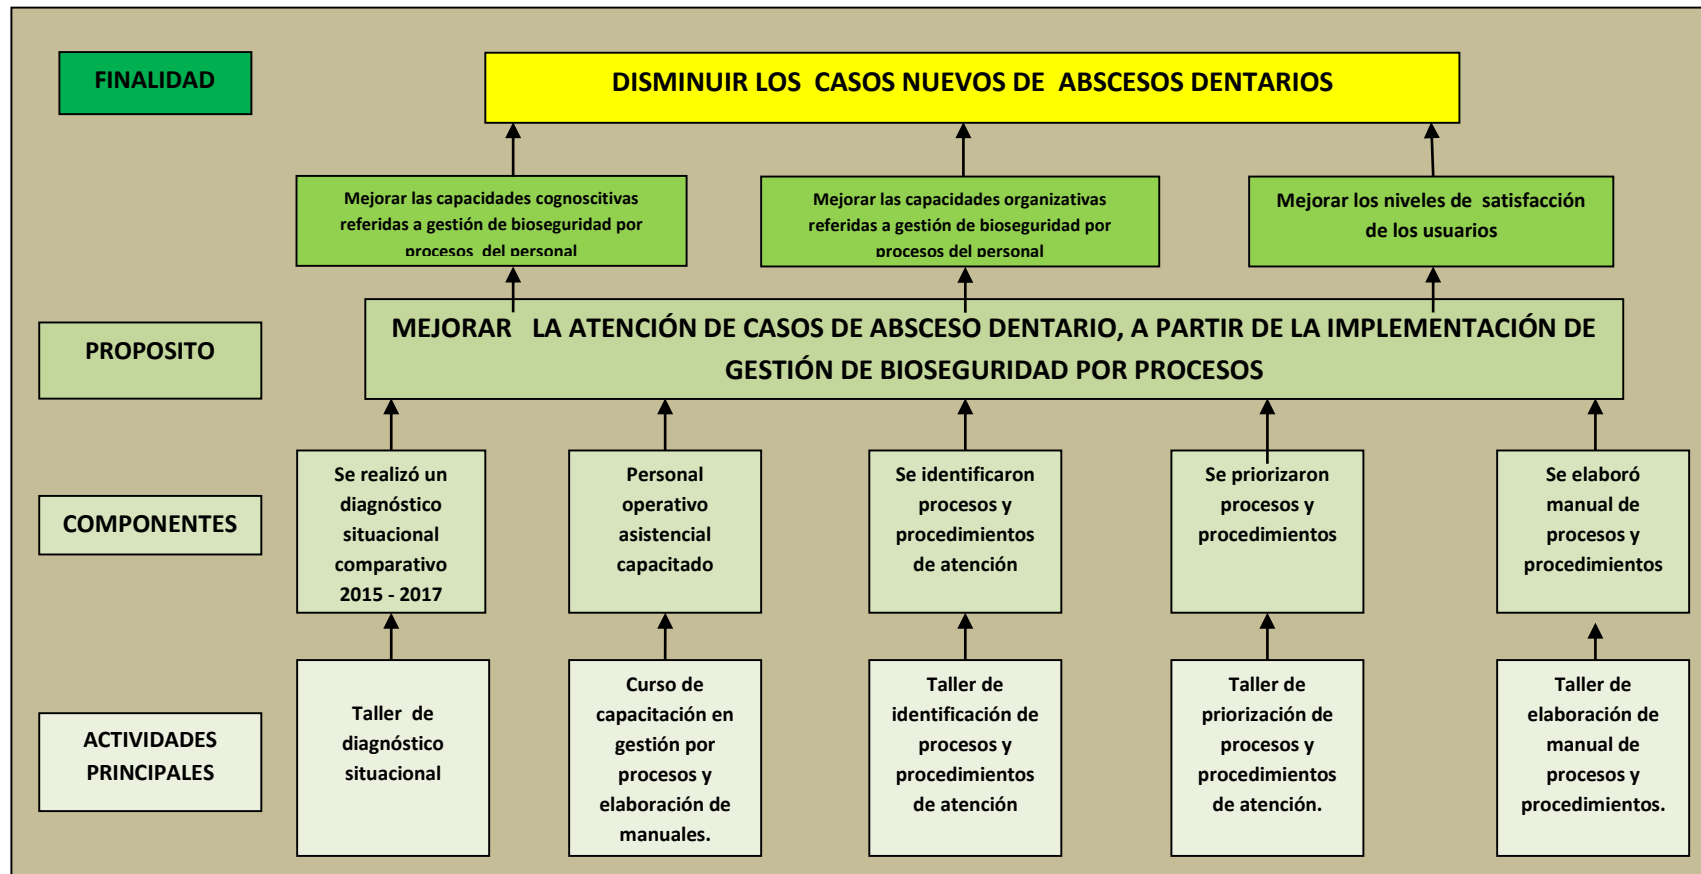 FINALIDAD
DISMINUIR LOS CASOS NUEVOS DE ABSCESOS DENTARIOS
Mejorar las capacidades cognoscitivas
referidas a gestión de bioseguridad por
procesos del personal
Mejorar las capacidades organizativas
referidas a gestión de bioseguridad por
procesos del personal
Mejorar los niveles de satisfacción
de los usuarios
PROPOSITO
MEJORAR LA ATENCIÓN DE CASOS DE ABSCESO DENTARIO, A PARTIR DE LA IMPLEMENTACIÓN DE
GESTIÓN DE BIOSEGURIDAD POR PROCESOS
COMPONENTES
Se realizó un
diagnóstico
situacional
comparativo
2015 - 2017
Personal
operativo
asistencial
capacitado
Se identificaron
procesos y
procedimientos
de atención
Se priorizaron
procesos y
procedimientos
Se elaboró
manual de
procesos y
procedimientos
ACTIVIDADES
PRINCIPALES
Taller de
diagnóstico
situacional
Curso de
capacitación en
gestión por
procesos y
elaboración de
manuales.
Taller de
identificación de
procesos y
procedimientos
de atención
Taller de
priorización de
procesos y
procedimientos
de atención.
Taller de
elaboración de
manual de
procesos y
procedimientos.